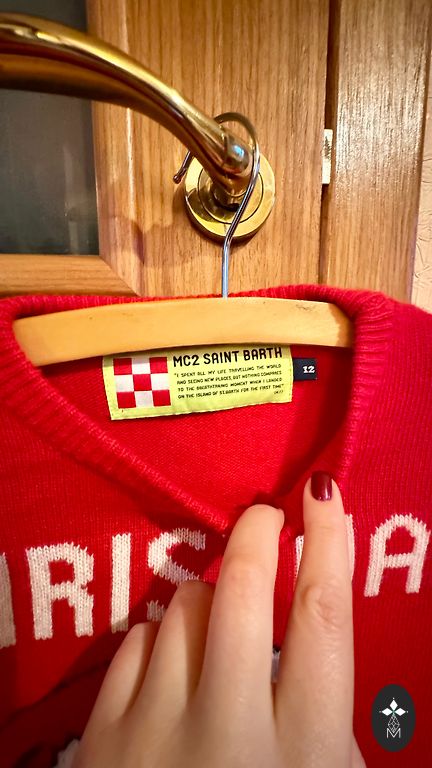 MC2 SAINT BARTH
"I SPENT ALL MY LIFE TRAVELLING THE WORLD
AND SEEING NEW PLACES, BUT NOTHING COMPARES
TO THE BREATHTAKING MOMENT WHEN I LANDED
ON THE ISLAND OF ST. BARTH FOR THE FIRST TIME"
12
RIS MA
M